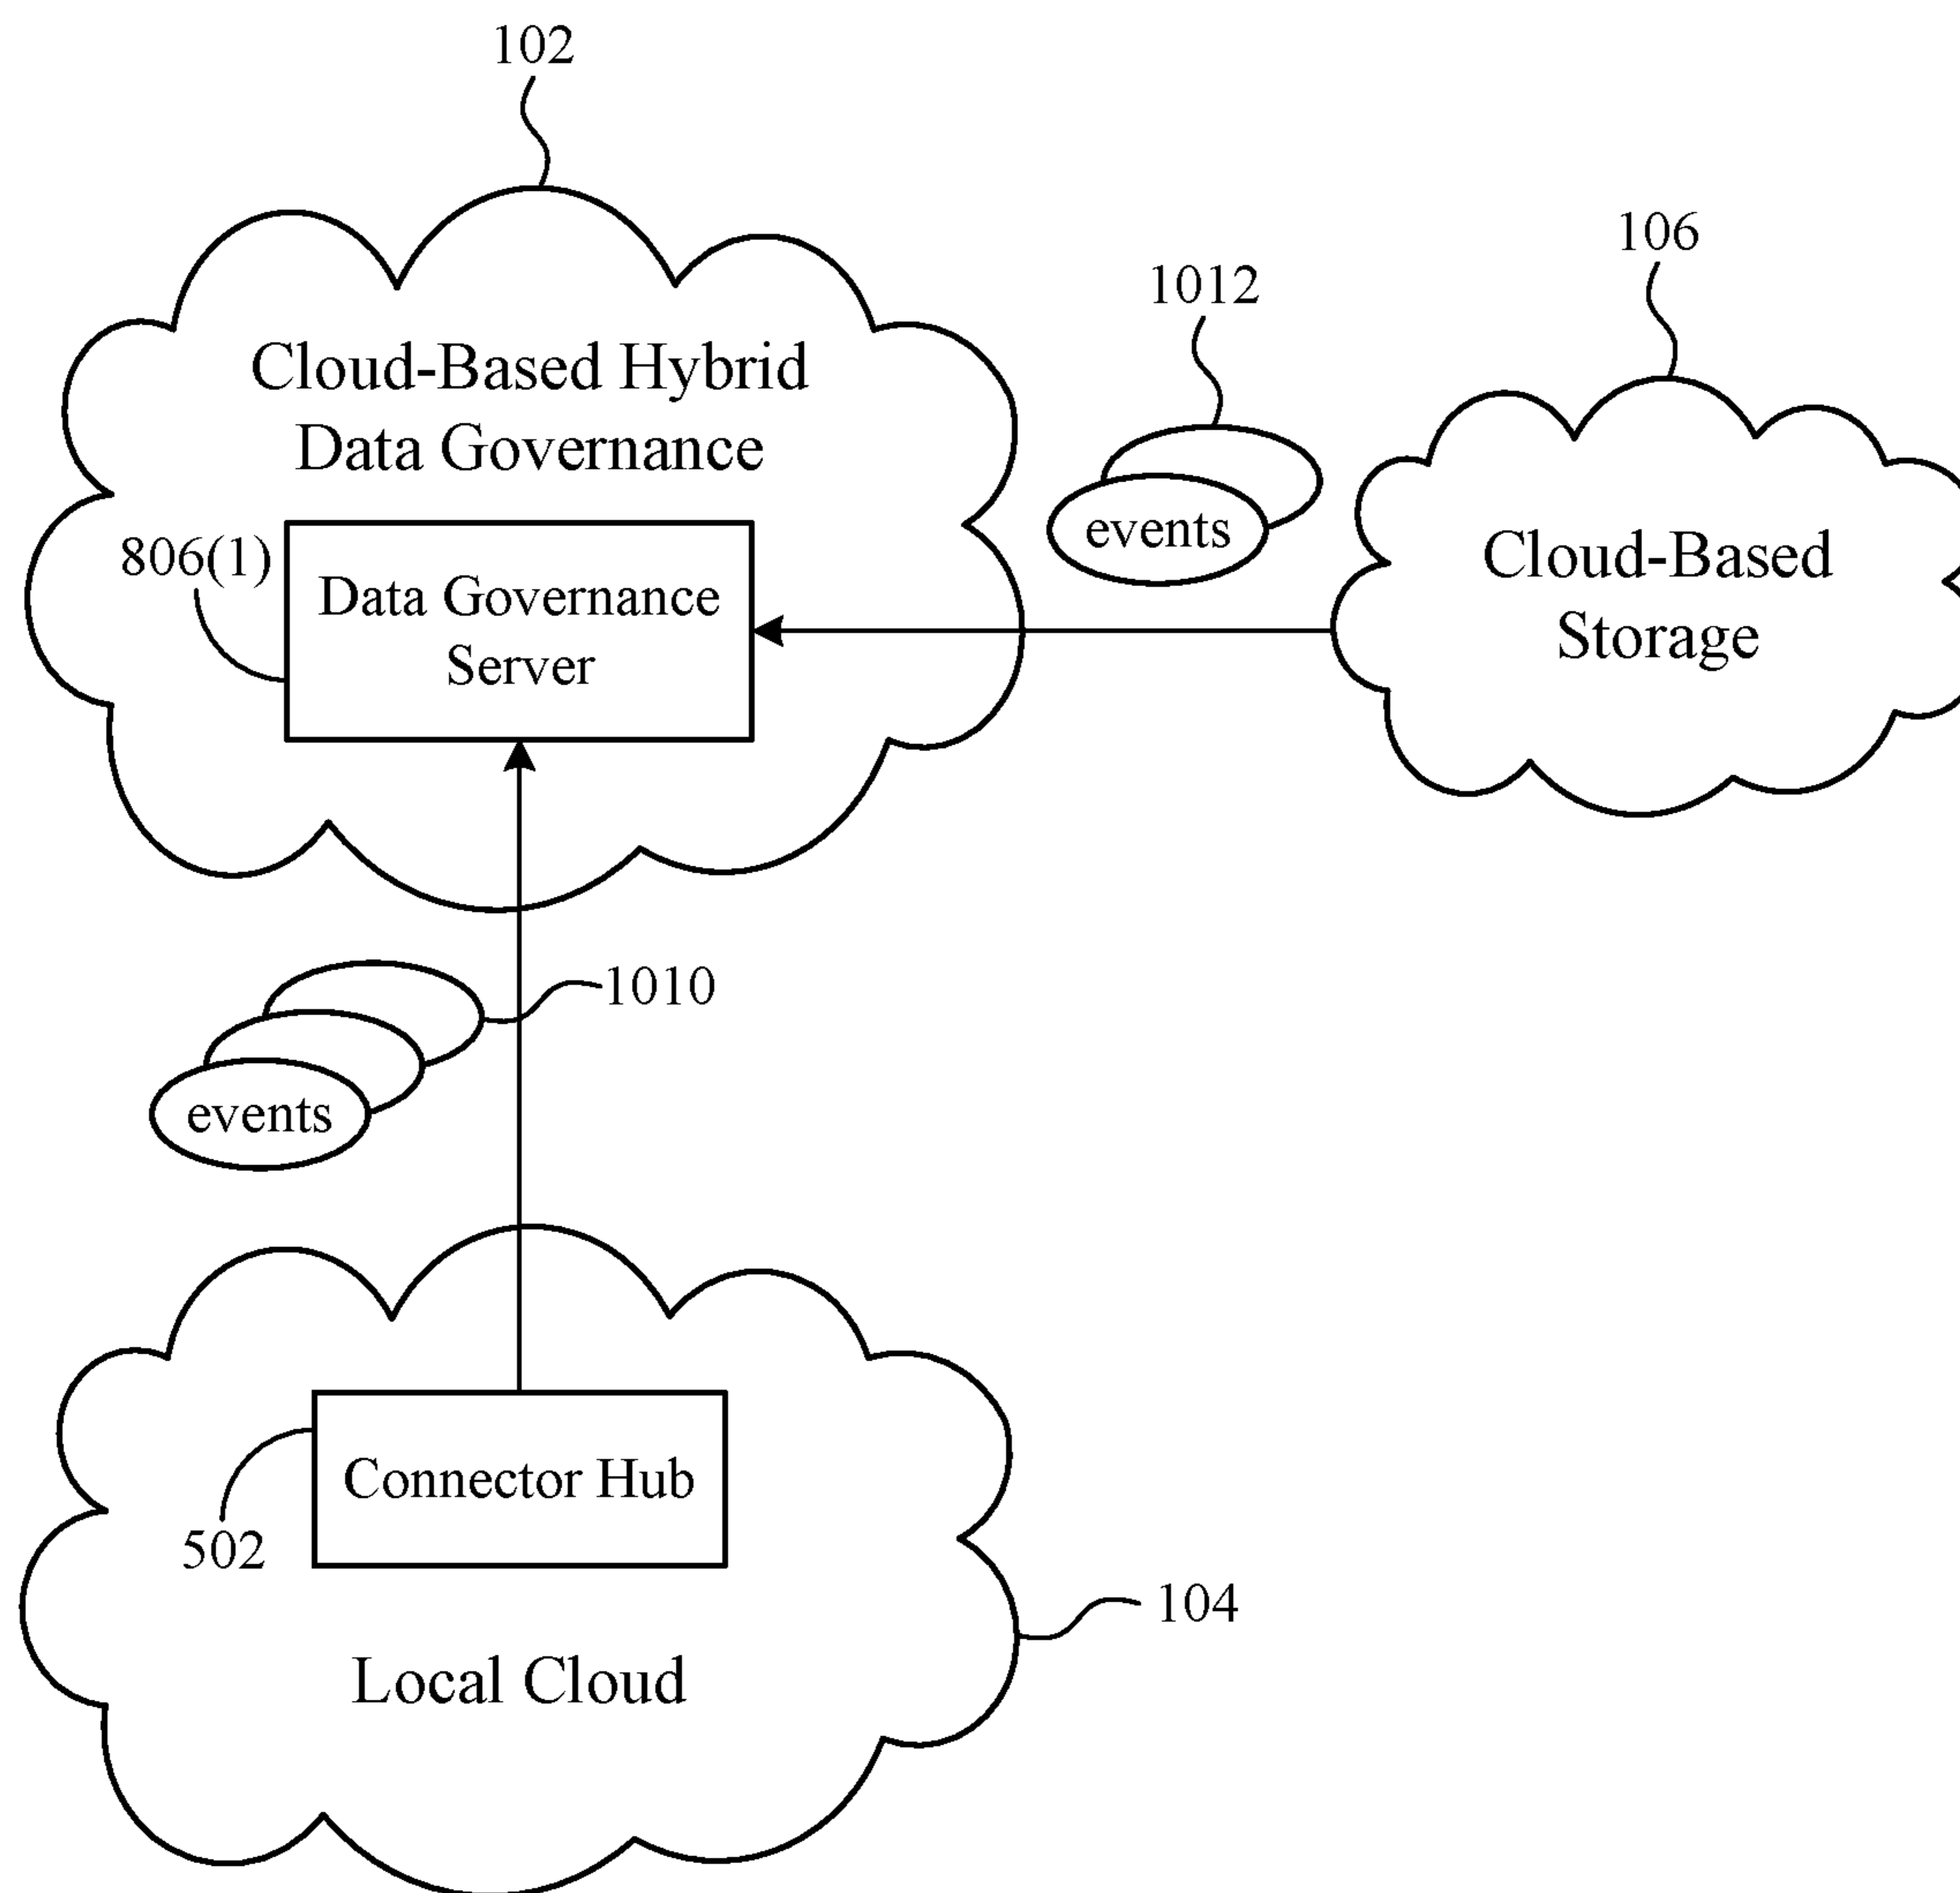 102
106
1012
Cloud-Based Hybrid
Data Governance
events
Cloud-Based
Storage
806(1)
Data Governance
Server
1010
events
Connector Hub
502
104
Local Cloud